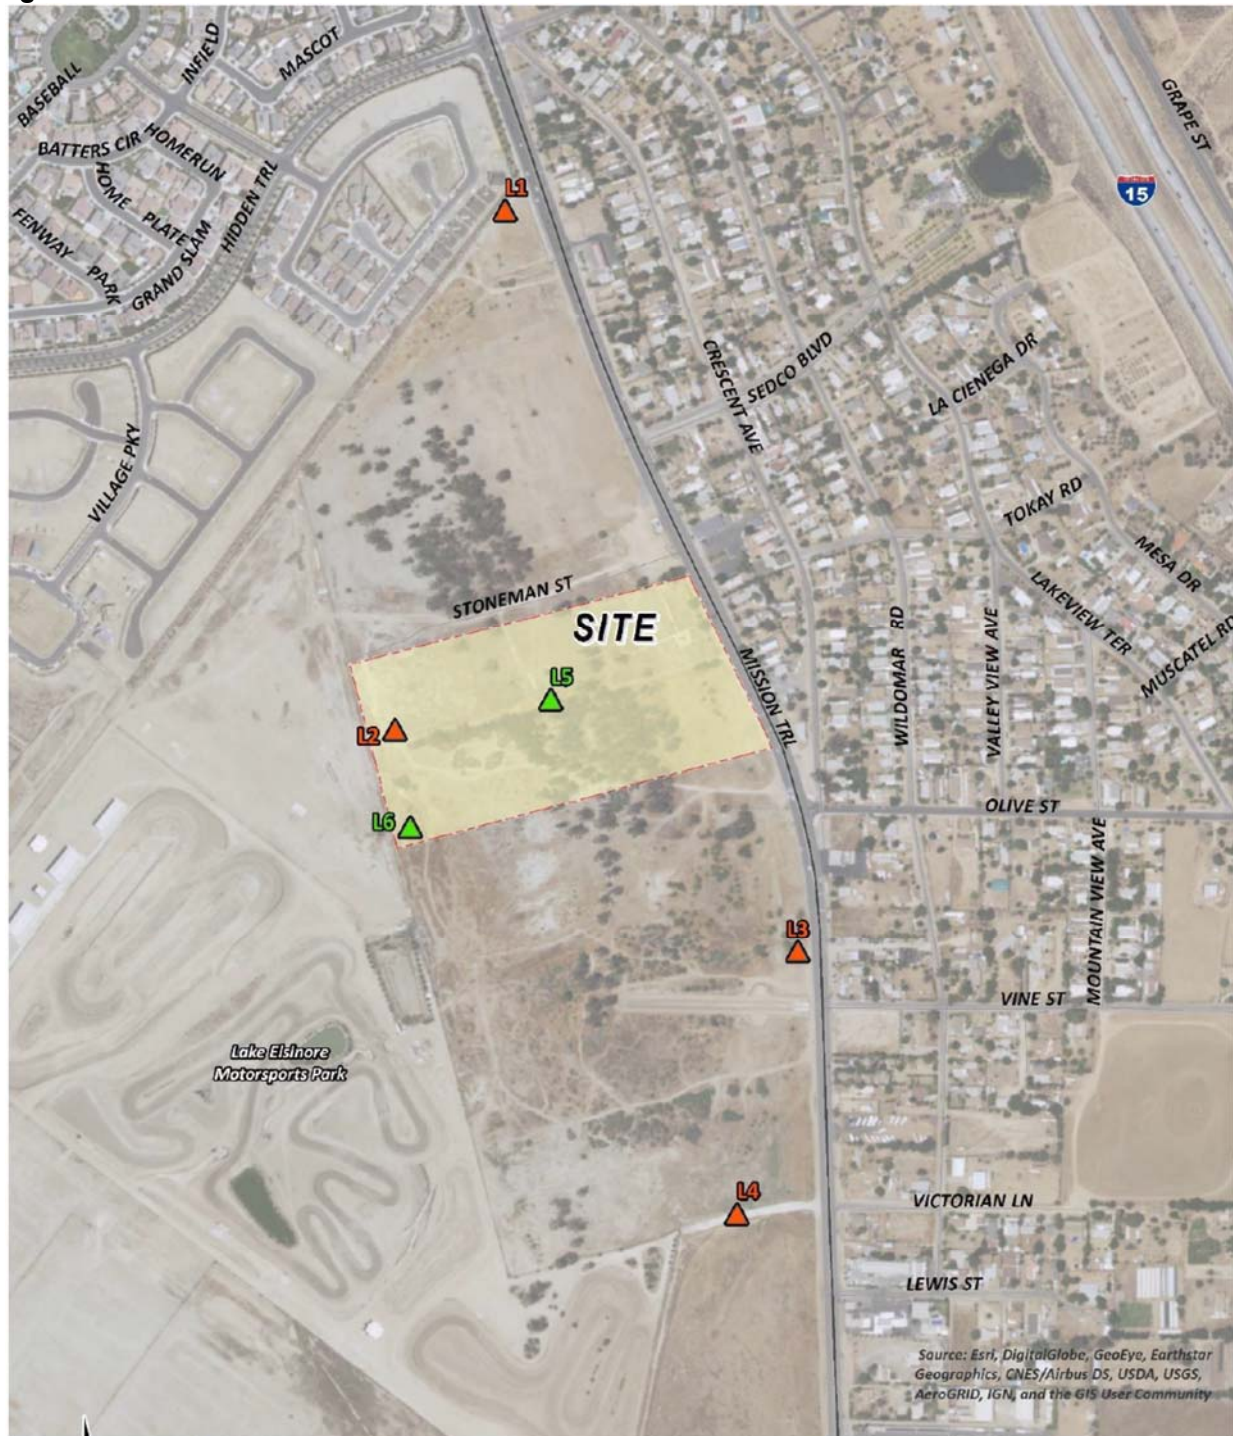 BASEBALL
INFIELD
MASCOT
BATTERS CIR
HOMERUN
HOME PLATE
FENWAY PARK
GRAND SLAM
HIDDEN TRL
GRAPE ST
15
L1
CRESCENT AVE
SEDCO BLVD
LA CIENEGA DR
VILLAGE PKY
TOKAY RD
MESA DR
LAKEVIEW TER
MUSCATEL RD
STONEMAN ST
SITE
WILDOMAR RD
VALLEY VIEW AVE
MISSION TRL
L5
L2
L6
OLIVE ST
MOUNTAIN VIEW AVE
L3
VINE ST
Lake Elsinore
Motorsports Park
L4
VICTORIAN LN
LEWIS ST
Source: Esri, DigitalGlobe, GeoEye, Earthstar
Geographics, CNES/Airbus DS, USDA, USGS,
AeroGRID, IGN, and the GIS User Community